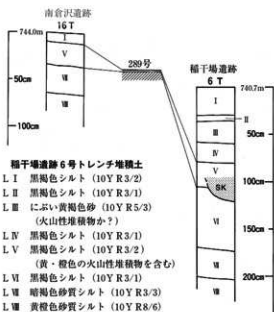 南倉沢遺跡
16 T
744.0m
Ⅰ
Ⅴ
Ⅶ
Ⅷ
50cm
100cm
289号
稲干場遺跡
6 T
740.7m
Ⅰ
Ⅱ
Ⅲ
Ⅳ
Ⅴ
SK
Ⅵ
Ⅶ
Ⅷ
50cm
100cm
150cm
200cm
稲干場遺跡6号トレンチ堆積土
L Ⅰ 黒褐色シルト (10Y R3/2)
L Ⅱ 黒褐色シルト (10Y R3/1)
L Ⅲ にぶい黄褐色砂 (10Y R5/3)
(火山性堆積物か?)
L Ⅳ 黒褐色シルト (10Y R3/1)
L Ⅴ 黒褐色シルト (10Y R3/2)
(黄・橙色の火山性堆積物を含む)
L Ⅵ 黒褐色シルト (10Y R3/1)
L Ⅶ 暗褐色砂質シルト (10Y R3/3)
L Ⅷ 黄橙色砂質シルト (10Y R8/6)